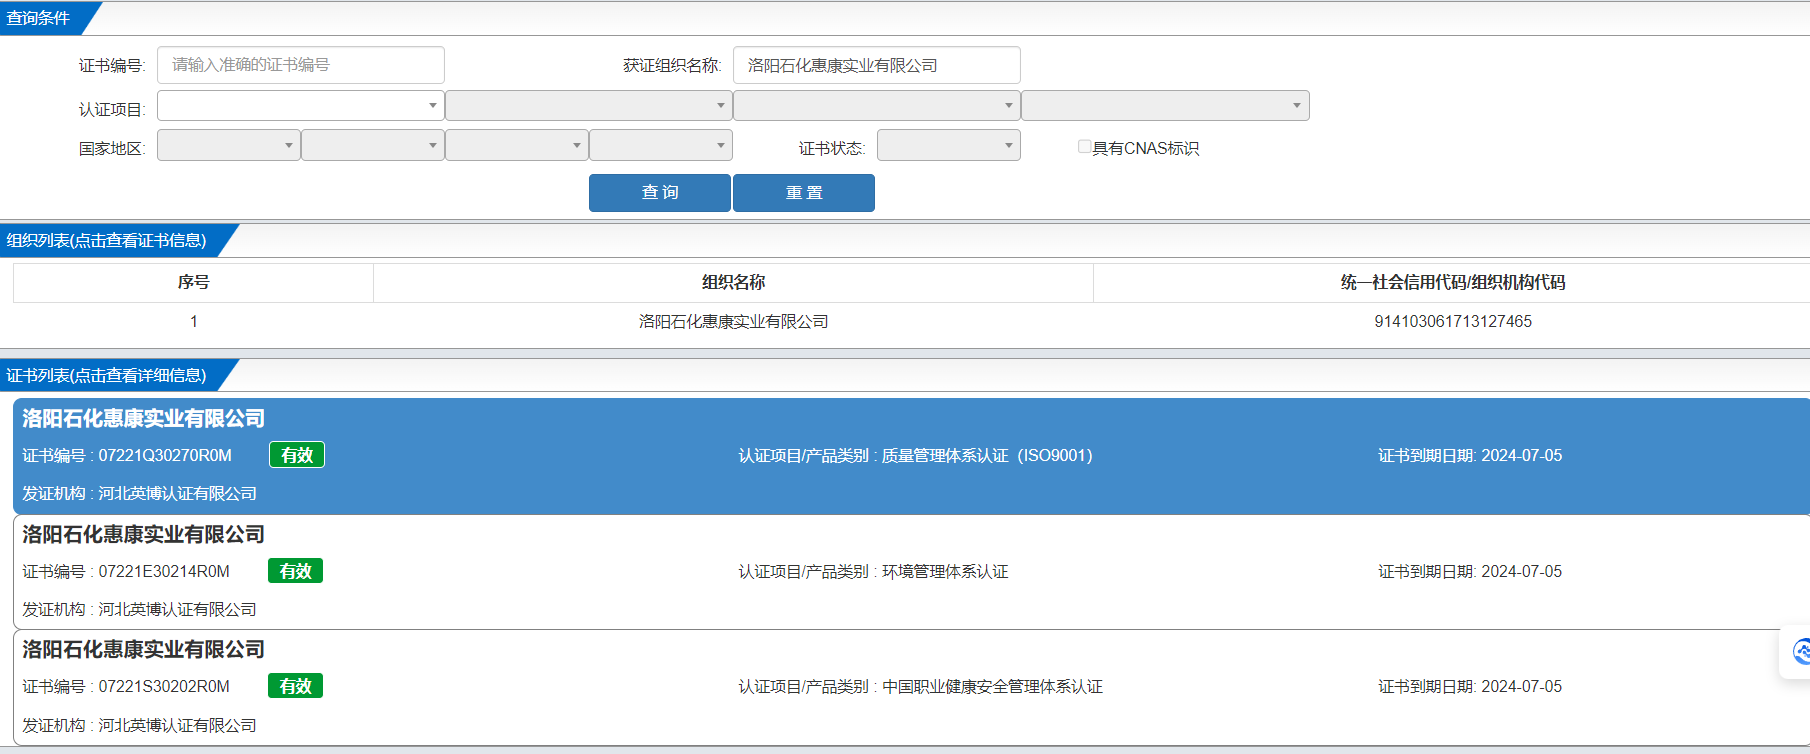 查询条件
证书编号: 请输入准确的证书编号 获证组织名称: 洛阳石化惠康实业有限公司
认证项目:
国家地区: 证书状态: 具有CNAS标识
查 询 重 置
组织列表(点击查看证书信息)
序号 组织名称 统一社会信用代码/组织机构代码
1 洛阳石化惠康实业有限公司 914103061713127465
证书列表(点击查看详细信息)
洛阳石化惠康实业有限公司
证书编号 : 07221Q30270R0M 有效 认证项目/产品类别 : 质量管理体系认证（ISO9001） 证书到期日期: 2024-07-05
发证机构 : 河北英博认证有限公司
洛阳石化惠康实业有限公司
证书编号 : 07221E30214R0M 有效 认证项目/产品类别 : 环境管理体系认证 证书到期日期: 2024-07-05
发证机构 : 河北英博认证有限公司
洛阳石化惠康实业有限公司
证书编号 : 07221S30202R0M 有效 认证项目/产品类别 : 中国职业健康安全管理体系认证 证书到期日期: 2024-07-05
发证机构 : 河北英博认证有限公司